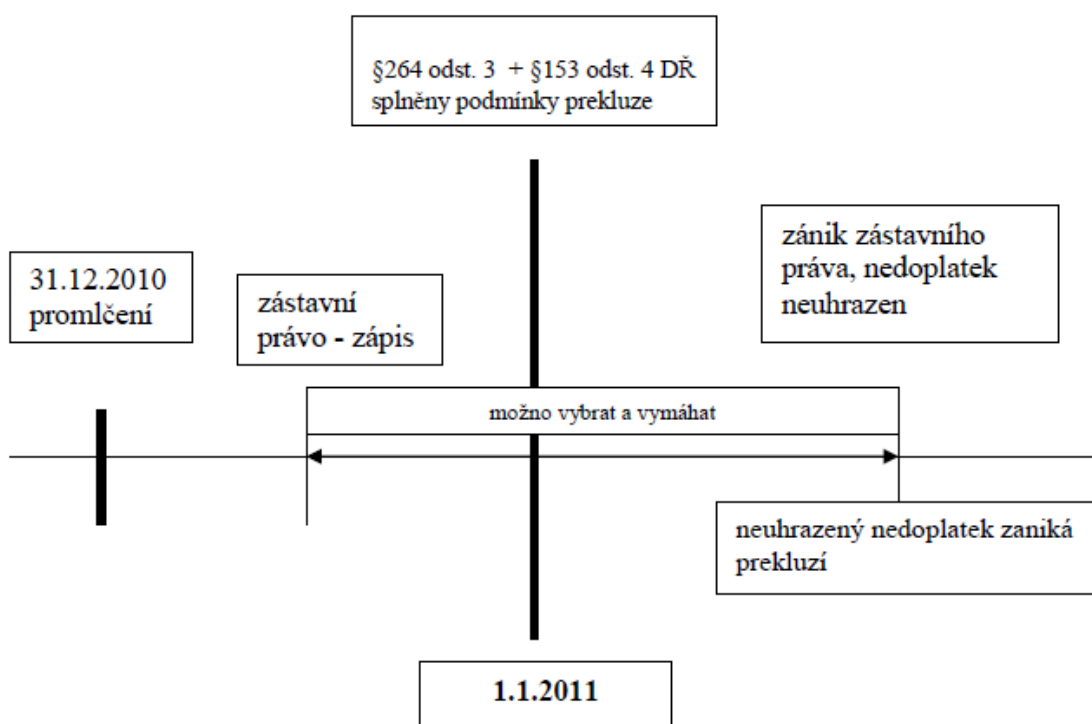 §264 odst. 3 + §153 odst. 4 DŘ
splněny podmínky prekluze
31.12.2010
promlčení
zástavní
právo - zápis
zánik zástavního
práva, nedoplatek
neuhrazen
možno vybrat a vymáhat
neuhrazený nedoplatek zaniká
prekluzí
1.1.2011